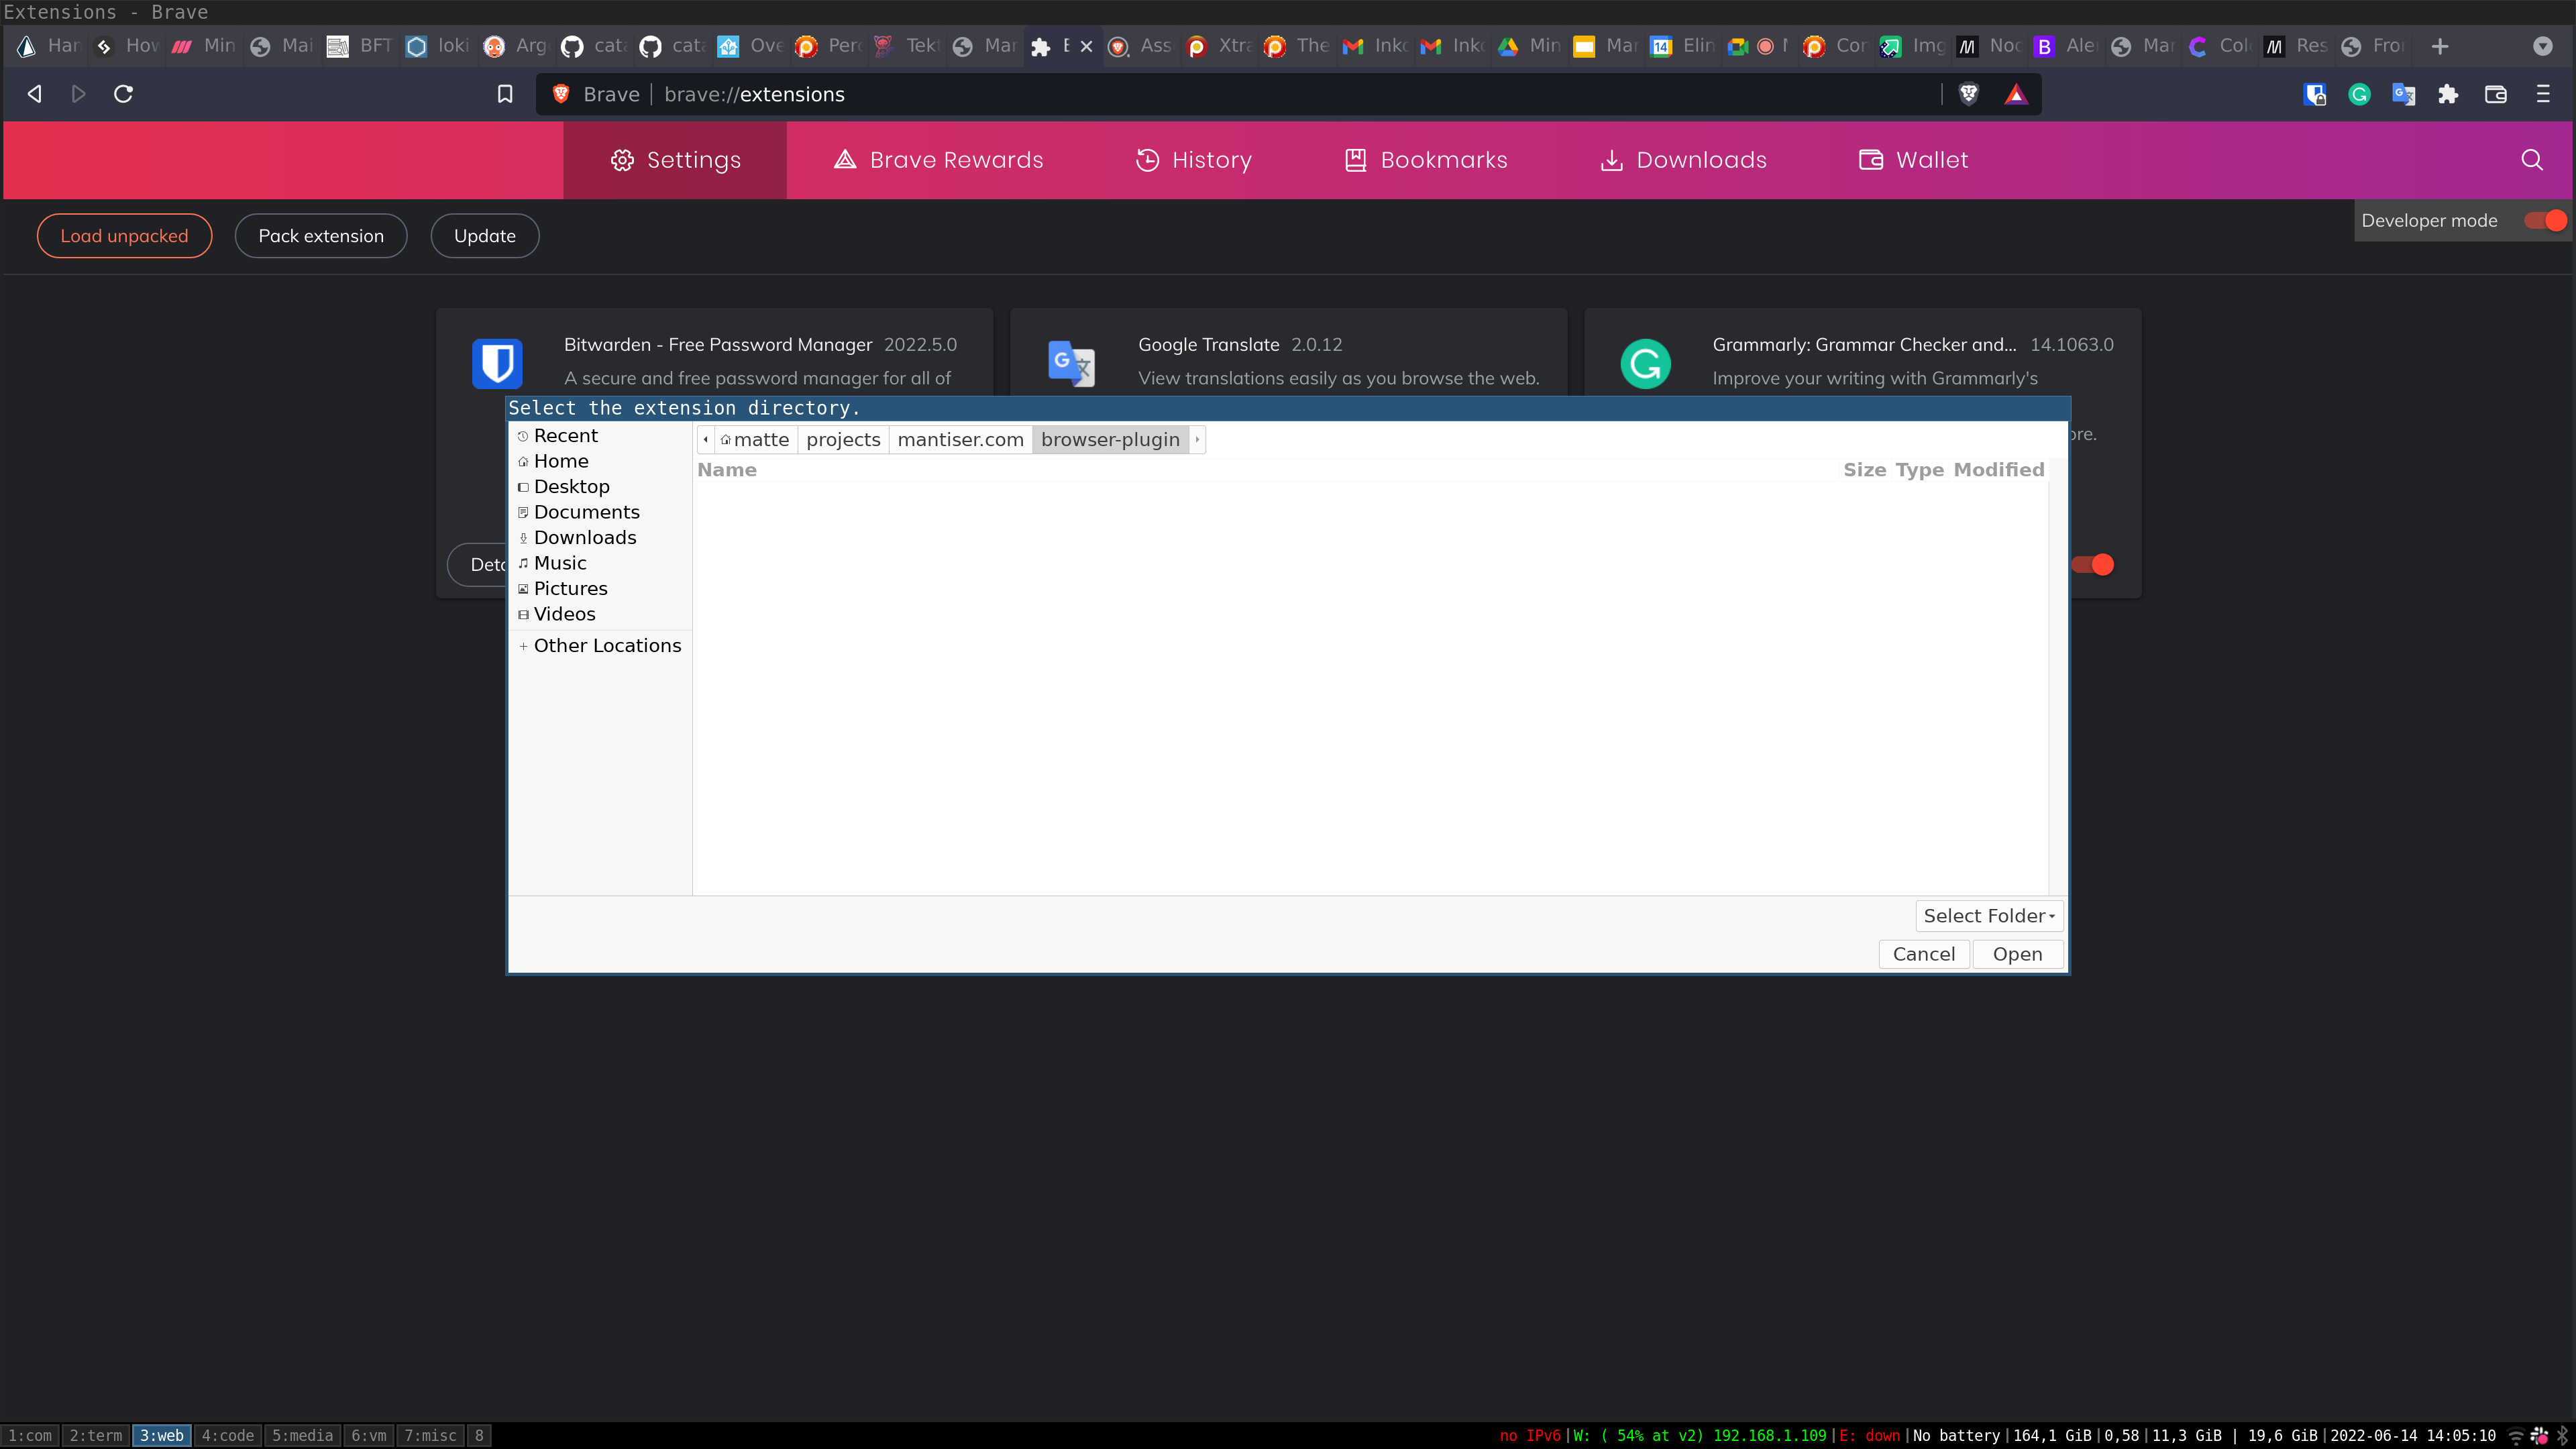 Extensions - Brave
Har How Min Mai BFT loki Arg cata cata Ove Perc Tekt Mar E Ass Xtra The Inko Inko Min Mar Elin Cor Img Noc Ale Mar Col Res Fror
Brave | brave://extensions
Settings Brave Rewards History Bookmarks Downloads Wallet
Load unpacked Pack extension Update Developer mode
Bitwarden - Free Password Manager 2022.5.0 Google Translate 2.0.12 Grammarly: Grammar Checker and... 14.1063.0
A secure and free password manager for all of View translations easily as you browse the web. Improve your writing with Grammarly's
Select the extension directory.
Recent matte projects mantiser.com browser-plugin
Home Name Size Type Modified
Desktop
Documents
Downloads
Music
Pictures
Videos
Other Locations
Select Folder
Cancel Open
1:com 2:term 3:web 4:code 5:media 6:vm 7:misc 8 no IPv6|W: ( 54% at v2) 192.168.1.109|E: down|No battery|164,1 GiB|0,58|11,3 GiB | 19,6 GiB|2022-06-14 14:05:10